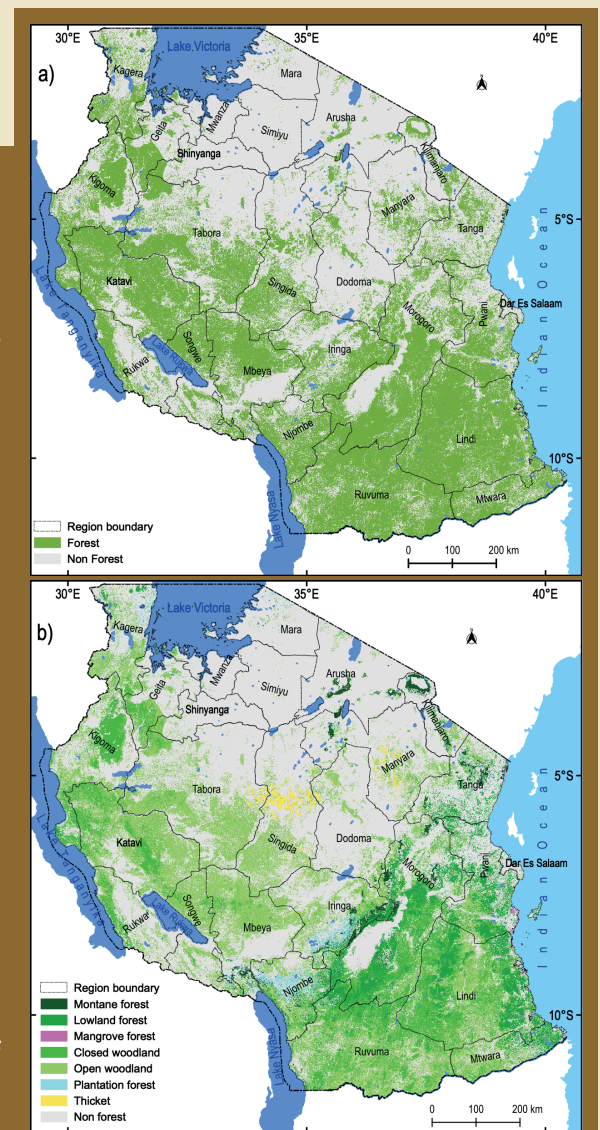 30°E 35°E 40°E
a)
Lake Victoria
Kagera
Mara
Geita
Mwanza
Simiyu
Arusha
Shinyanga
Kilimanjaro
Kigoma
Manyara
5°S
Tabora
Tanga
Katavi
Singida
Dodoma
Dar Es Salaam
Morogoro
Pwani
Indian Ocean
Lake Tanganyika
Songwe
Iringa
Rukwa
Lake Rukwa
Mbeya
Njombe
Lindi
10°S
Ruvuma
Mtwara
Lake Nyasa
Region boundary
Forest
Non Forest
0 100 200 km
30°E 35°E 40°E
b)
Lake Victoria
Kagera
Mara
Geita
Mwanza
Simiyu
Arusha
Shinyanga
Kilimanjaro
Kigoma
Manyara
5°S
Tabora
Tanga
Katavi
Singida
Dodoma
Dar Es Salaam
Morogoro
Pwani
Indian Ocean
Lake Tanganyika
Songwe
Iringa
Rukwa
Lake Rukwa
Mbeya
Njombe
Lindi
10°S
Ruvuma
Mtwara
Lake Nyasa
Region boundary
Montane forest
Lowland forest
Mangrove forest
Closed woodland
Open woodland
Plantation forest
Thicket
Non forest
0 100 200 km